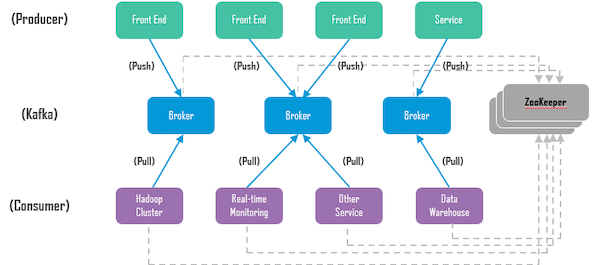 (Producer)
Front End
Front End
Front End
Service
(Push)
(Push)
(Push)
(Push)
(Kafka)
Broker
Broker
Broker
ZooKeeper
(Pull)
(Pull)
(Pull)
(Pull)
(Consumer)
Hadoop
Cluster
Real-time
Monitoring
Other
Service
Data
Warehouse